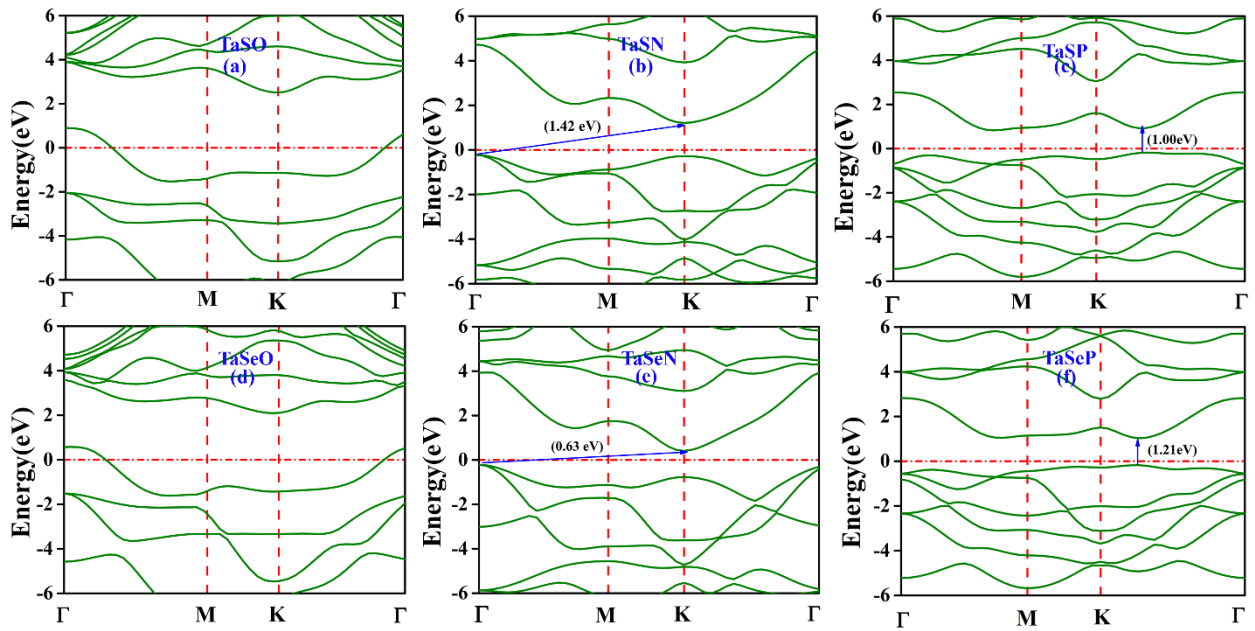 Energy(eV)
6
4
2
0
-2
-4
-6
TaSO
(a)
Γ M K Γ
Energy(eV)
6
4
2
0
-2
-4
-6
TaSN
(b)
(1.42 eV)
Γ M K Γ
Energy(eV)
6
4
2
0
-2
-4
-6
TaSP
(c)
(1.00eV)
Γ M K Γ
Energy(eV)
6
4
2
0
-2
-4
-6
TaSeO
(d)
Γ M K Γ
Energy(eV)
6
4
2
0
-2
-4
-6
TaSeN
(e)
(0.63 eV)
Γ M K Γ
Energy(eV)
6
4
2
0
-2
-4
-6
TaSeP
(f)
(1.21eV)
Γ M K Γ